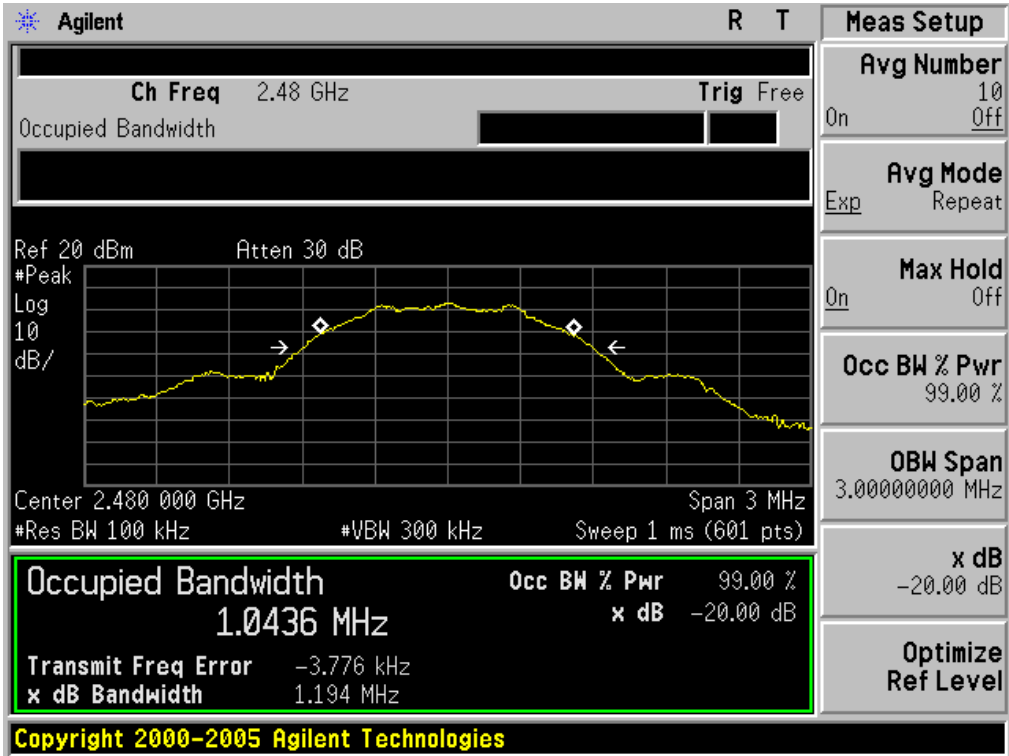 Agilent R T
Ch Freq 2.48 GHz Trig Free
Occupied Bandwidth
Ref 20 dBm Atten 30 dB
#Peak
Log
10
dB/
Center 2.480 000 GHz Span 3 MHz
#Res BW 100 kHz #VBW 300 kHz Sweep 1 ms (601 pts)
Occupied Bandwidth Occ BW % Pwr 99.00 %
1.0436 MHz x dB -20.00 dB
Transmit Freq Error -3.776 kHz
x dB Bandwidth 1.194 MHz
Copyright 2000-2005 Agilent Technologies
Meas Setup
Avg Number
10
On Off
Avg Mode
Exp Repeat
Max Hold
On Off
Occ BW % Pwr
99.00 %
OBW Span
3.00000000 MHz
x dB
-20.00 dB
Optimize
Ref Level